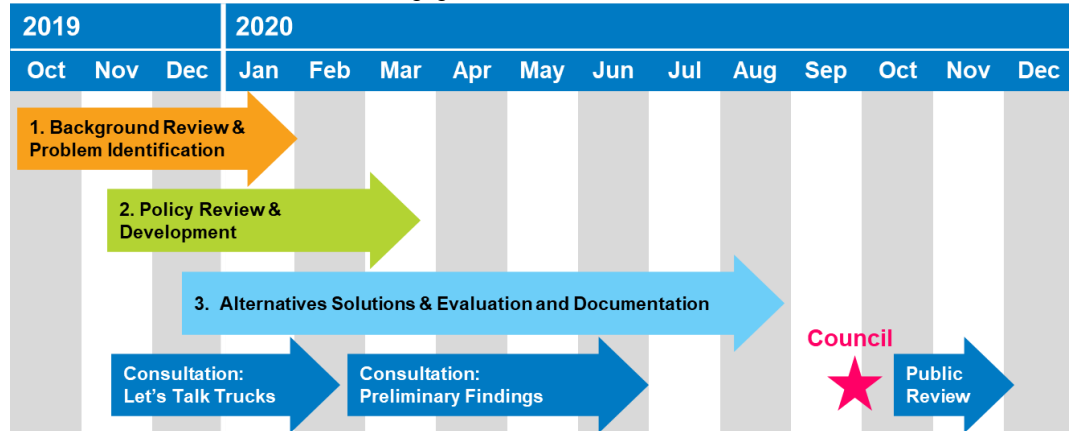 2019 2020
Oct Nov Dec Jan Feb Mar Apr May Jun Jul Aug Sep Oct Nov Dec
1. Background Review &
Problem Identification
2. Policy Review &
Development
3. Alternatives Solutions & Evaluation and Documentation
Council
Consultation:
Let's Talk Trucks
Consultation:
Preliminary Findings
Public
Review